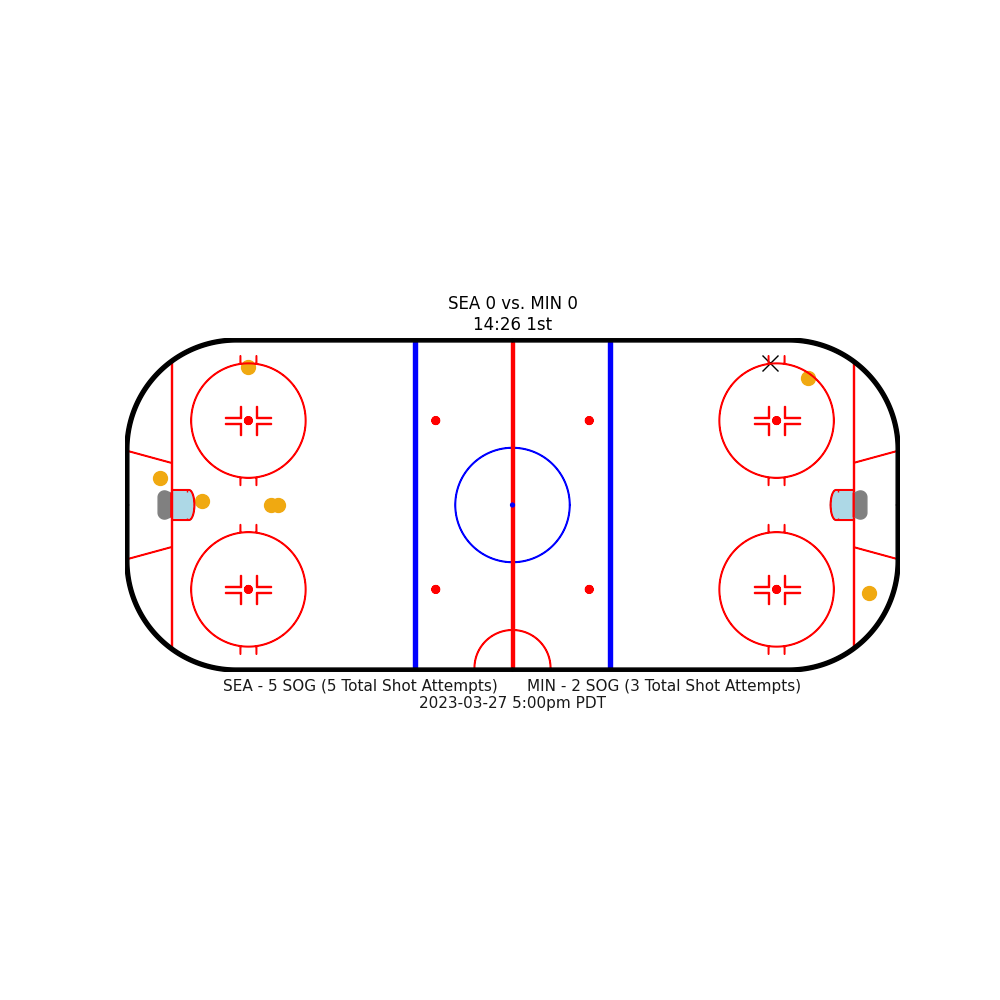 SEA 0 vs. MIN 0
14:26 1st
SEA - 5 SOG (5 Total Shot Attempts) MIN - 2 SOG (3 Total Shot Attempts)
2023-03-27 5:00pm PDT